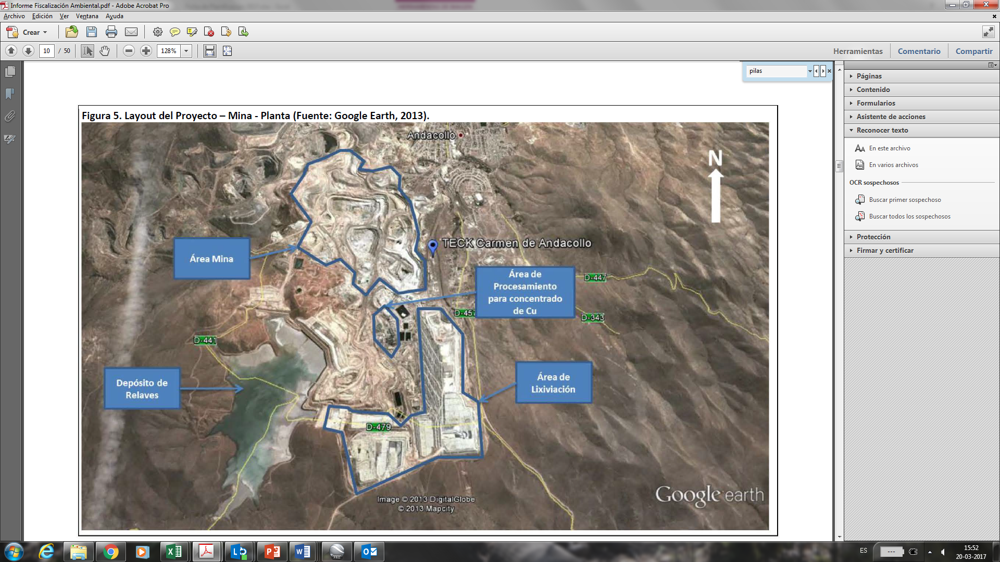 Informe Fiscalización Ambiental.pdf - Adobe Acrobat Pro
Archivo Edición Ver Ventana Ayuda
Crear
10 / 50 128% Herramientas Comentario Compartir
pilas
Figura 5. Layout del Proyecto – Mina - Planta (Fuente: Google Earth, 2013).
Andacollo
N
TECK Carmen de Andacollo
Área Mina
Área de
Procesamiento
para concentrado
de Cu
D-447
D-457
D-343
D-441
Depósito de
Relaves
Área de
Lixiviación
D-479
Image © 2013 DigitalGlobe
© 2013 Mapcity
Google earth
Páginas
Contenido
Formularios
Asistente de acciones
Reconocer texto
En este archivo
En varios archivos
OCR sospechosos
Buscar primer sospechoso
Buscar todos los sospechosos
Protección
Firmar y certificar
ES
15:52
20-03-2017